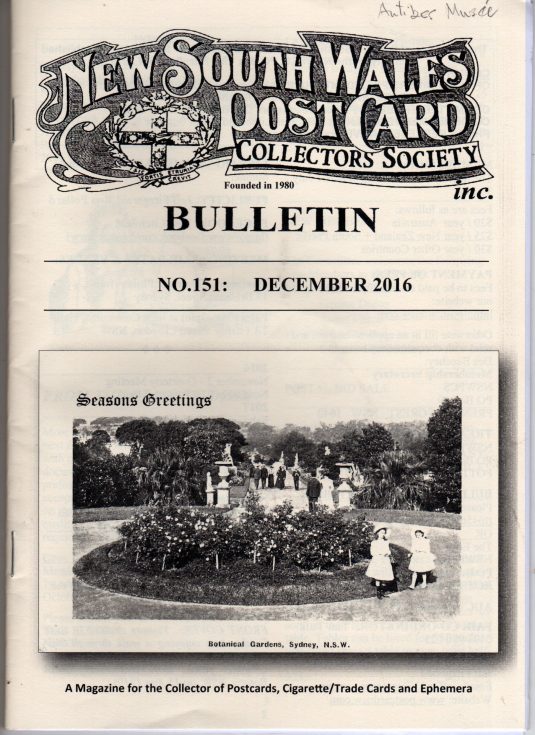 Antibes Musée
NEW SOUTH WALES
POST CARD
COLLECTORS SOCIETY
inc.
Founded in 1980
BULLETIN
NO.151: DECEMBER 2016
Seasons Greetings
Botanical Gardens, Sydney, N.S.W.
A Magazine for the Collector of Postcards, Cigarette/Trade Cards and Ephemera